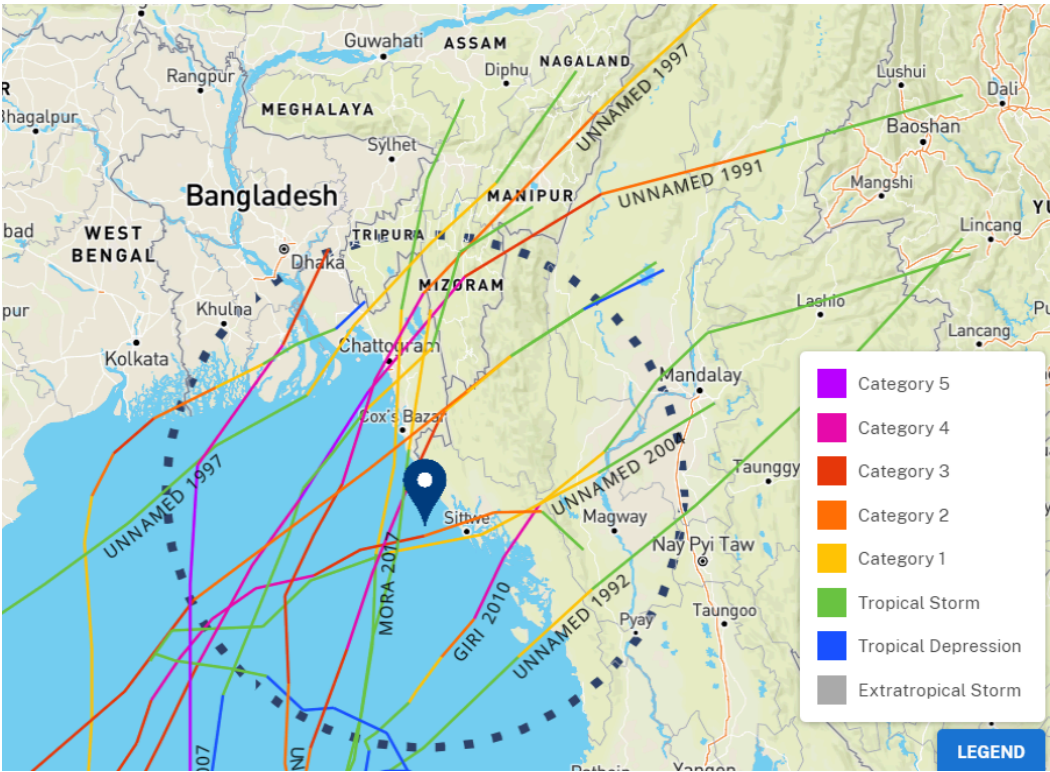 Guwahati
ASSAM
NAGALAND
Diphu
Rangpur
MEGHALAYA
UNNAMED 1997
Lushui
Dali
Bhagalpur
Baoshan
Sylhet
Bangladesh
MANIPUR
UNNAMED 1991
Mangshi
WEST
BENGAL
TRIPURA
Lincang
Dhaka
MIZORAM
Khulna
Lashio
Kolkata
Chattogram
Lancang
Mandalay
Cox's Bazar
UNNAMED 1997
UNNAMED 2004
Taunggy
Sittwe
Magway
Nay Pyi Taw
MORA 2017
GIRI 2010
UNNAMED 1992
Pyay
Taungoo
Category 5
Category 4
Category 3
Category 2
Category 1
Tropical Storm
Tropical Depression
Extratropical Storm
LEGEND